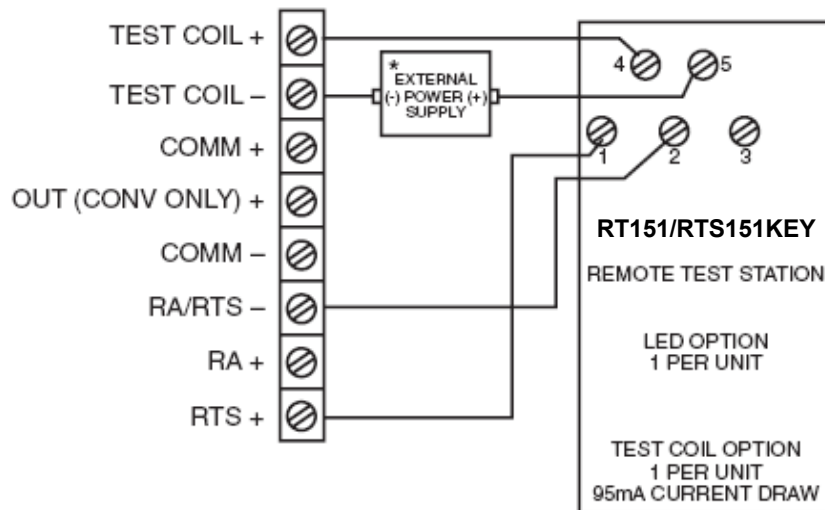 TEST COIL +
TEST COIL –
COMM +
OUT (CONV ONLY) +
COMM –
RA/RTS –
RA +
RTS +
*
EXTERNAL
(-) POWER (+)
SUPPLY
4
5
1
2
3
RT151/RTS151KEY
REMOTE TEST STATION
LED OPTION
1 PER UNIT
TEST COIL OPTION
1 PER UNIT
95mA CURRENT DRAW